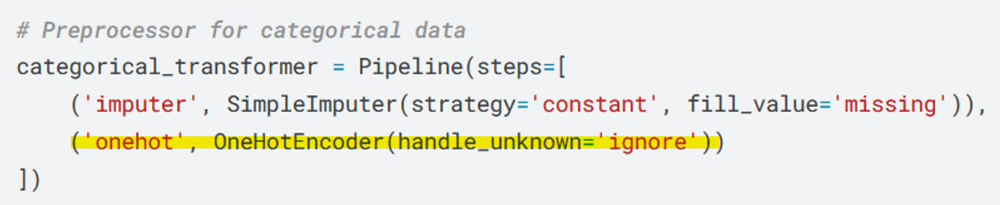 # Preprocessor for categorical data
categorical_transformer = Pipeline(steps=[
    ('imputer', SimpleImputer(strategy='constant', fill_value='missing')),
    ('onehot', OneHotEncoder(handle_unknown='ignore'))
])